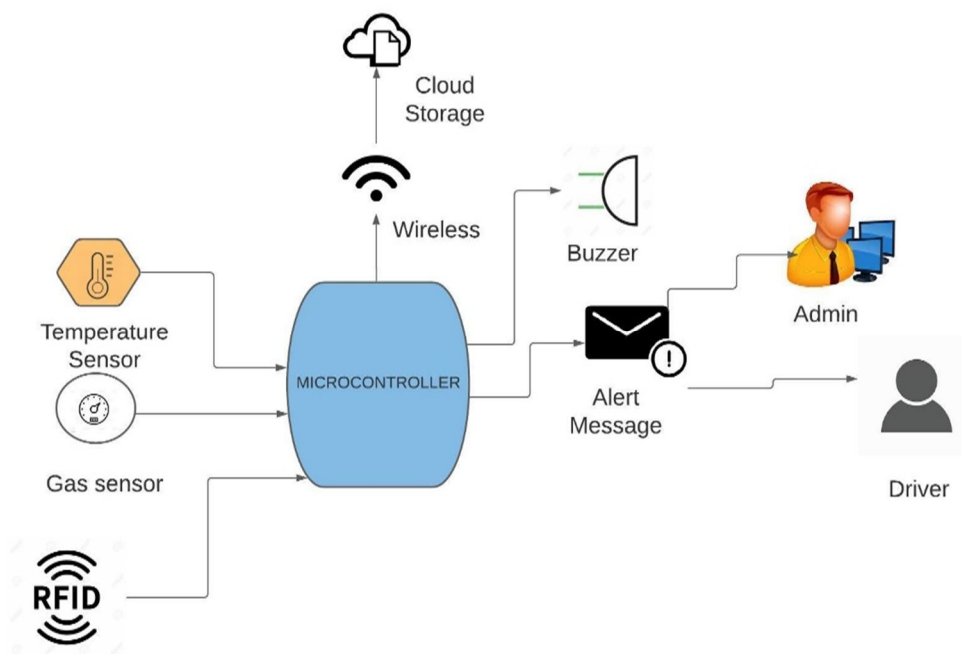 Cloud
Storage
Wireless
Buzzer
Temperature
Sensor
Admin
MICROCONTROLLER
Alert
Message
Gas sensor
Driver
RFID